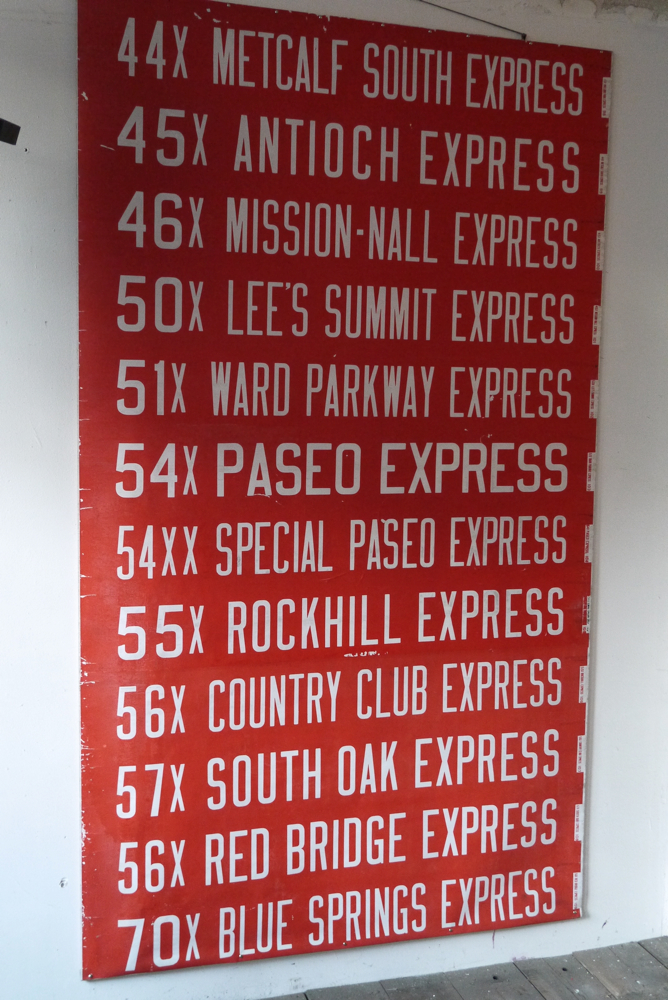 44X METCALF SOUTH EXPRESS
45X ANTIOCH EXPRESS
46X MISSION-NALL EXPRESS
50X LEE'S SUMMIT EXPRESS
51X WARD PARKWAY EXPRESS
54X PASEO EXPRESS
54XX SPECIAL PASEO EXPRESS
55X ROCKHILL EXPRESS
56X COUNTRY CLUB EXPRESS
57X SOUTH OAK EXPRESS
56X RED BRIDGE EXPRESS
70X BLUE SPRINGS EXPRESS